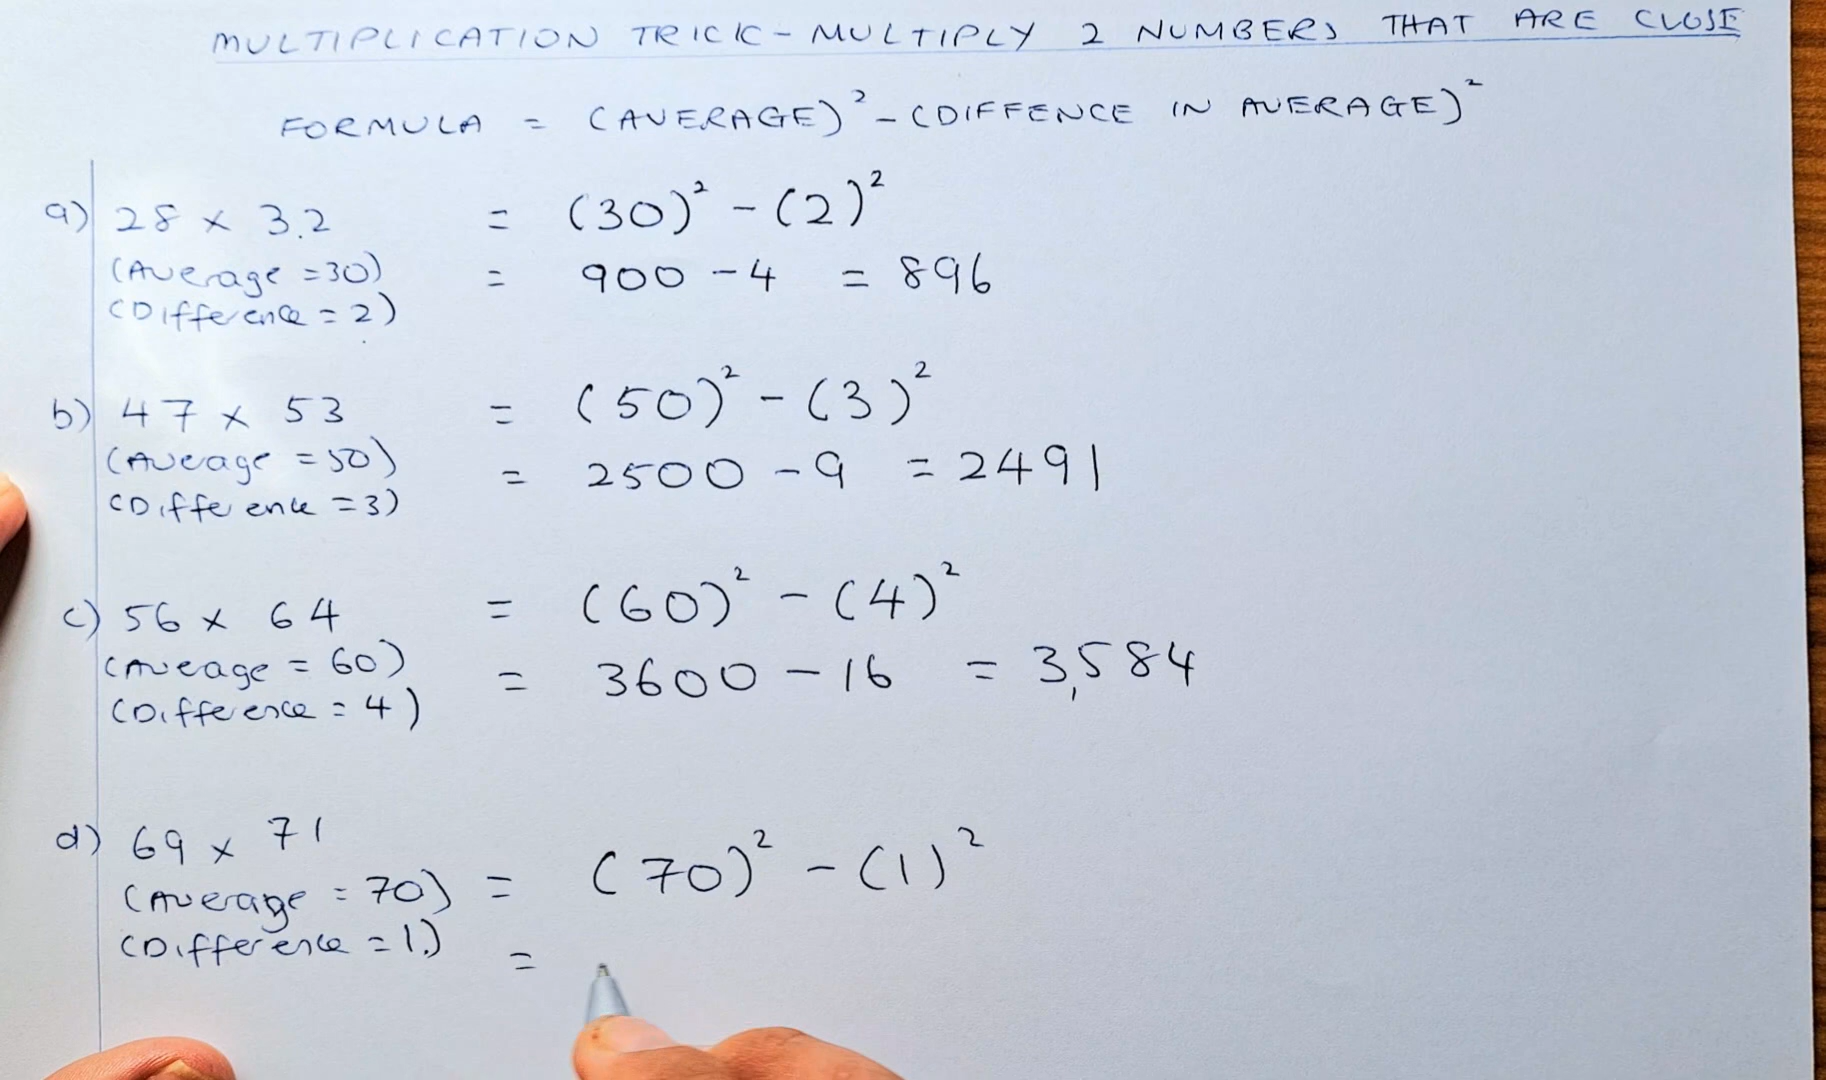 MULTIPLICATION TRICK - MULTIPLY 2 NUMBERS THAT ARE CLOSE
FORMULA = (AVERAGE)² - (DIFFENCE IN AVERAGE)²
a) 28 x 32 = (30)² - (2)²
(Average = 30) = 900 - 4 = 896
(Difference = 2)
b) 47 x 53 = (50)² - (3)²
(Average = 50) = 2500 - 9 = 2491
(Difference = 3)
c) 56 x 64 = (60)² - (4)²
(Aveage = 60) = 3600 - 16 = 3,584
(Difference = 4)
d) 69 x 71 = (70)² - (1)²
(Average = 70)
(Difference = 1) =